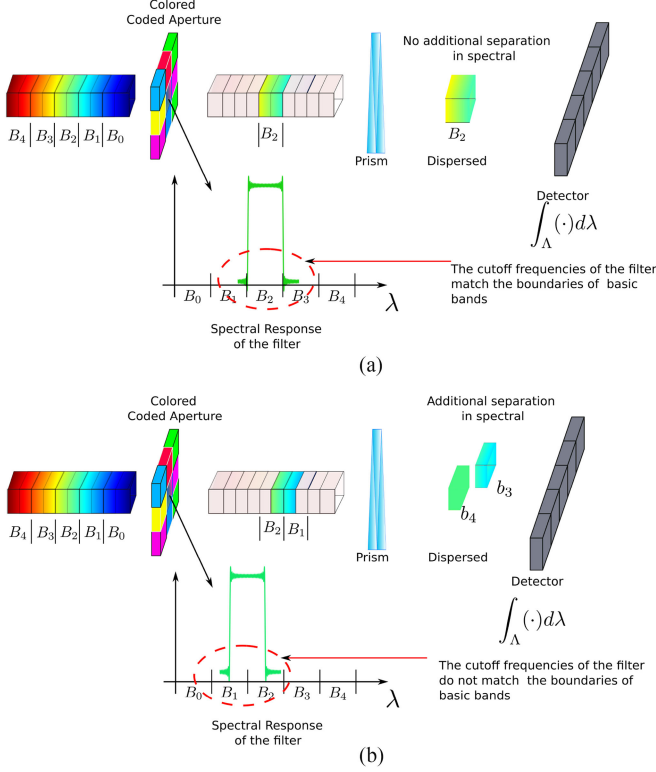 Colored
Coded Aperture
No additional separation
in spectral
B₄ | B₃ | B₂ | B₁ | B₀
|B₂|
Prism
B₂
Dispersed
Detector
∫_Λ(·)dλ
B₀ B₁ B₂ B₃ B₄ λ
The cutoff frequencies of the filter
match the boundaries of basic
bands
Spectral Response
of the filter
(a)
Colored
Coded Aperture
Additional separation
in spectral
B₄ | B₃ | B₂ | B₁ | B₀
|B₂|B₁|
b₃
b₄
Prism
Dispersed
Detector
∫_Λ(·)dλ
B₀ B₁ B₂ B₃ B₄ λ
The cutoff frequencies of the filter
do not match the boundaries of
basic bands
Spectral Response
of the filter
(b)